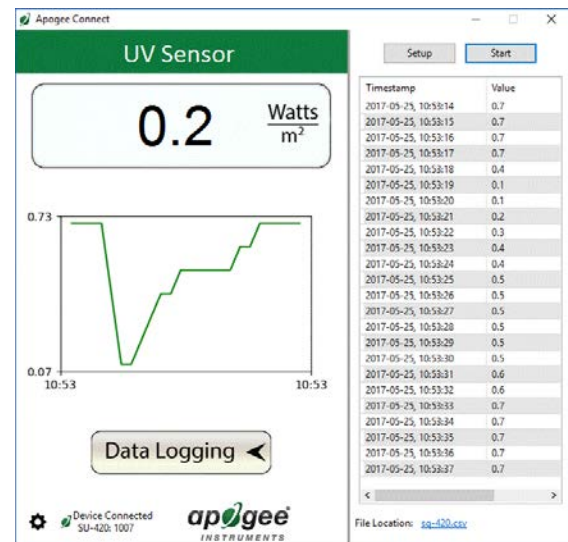 Apogee Connect
UV Sensor
0.2 Watts
m²
0.73
0.07
10:53 10:53
Data Logging
Device Connected
SU-420: 1007
apogee
INSTRUMENTS
Setup Start
Timestamp Value
2017-05-25, 10:53:14 0.7
2017-05-25, 10:53:15 0.7
2017-05-25, 10:53:16 0.7
2017-05-25, 10:53:17 0.7
2017-05-25, 10:53:18 0.4
2017-05-25, 10:53:19 0.1
2017-05-25, 10:53:20 0.1
2017-05-25, 10:53:21 0.2
2017-05-25, 10:53:22 0.3
2017-05-25, 10:53:23 0.4
2017-05-25, 10:53:24 0.4
2017-05-25, 10:53:25 0.5
2017-05-25, 10:53:26 0.5
2017-05-25, 10:53:27 0.5
2017-05-25, 10:53:28 0.5
2017-05-25, 10:53:29 0.5
2017-05-25, 10:53:30 0.5
2017-05-25, 10:53:31 0.6
2017-05-25, 10:53:32 0.6
2017-05-25, 10:53:33 0.7
2017-05-25, 10:53:34 0.7
2017-05-25, 10:53:35 0.7
2017-05-25, 10:53:36 0.7
2017-05-25, 10:53:37 0.7
File Location: sq-420.csv